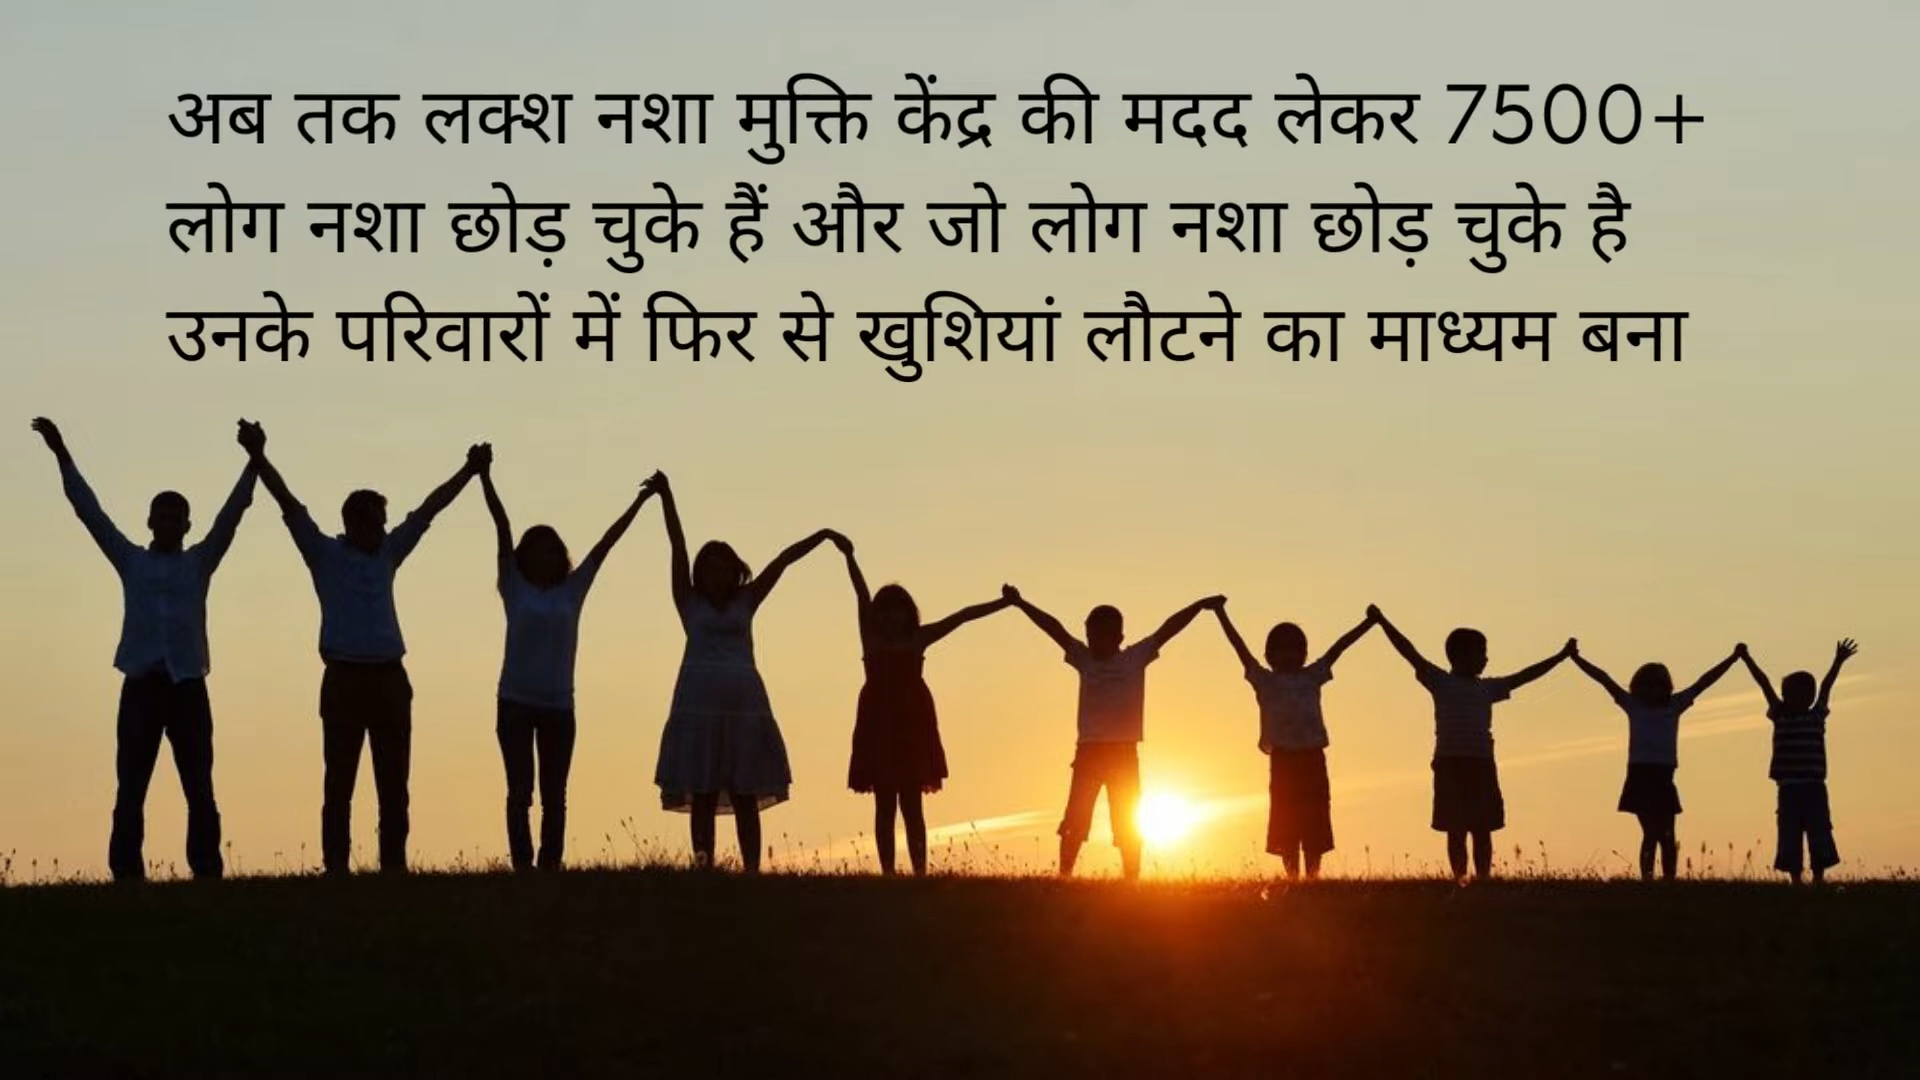 अब तक लक्श नशा मुक्ति केंद्र की मदद लेकर 7500+
लोग नशा छोड़ चुके हैं और जो लोग नशा छोड़ चुके है
उनके परिवारों में फिर से खुशियां लौटने का माध्यम बना